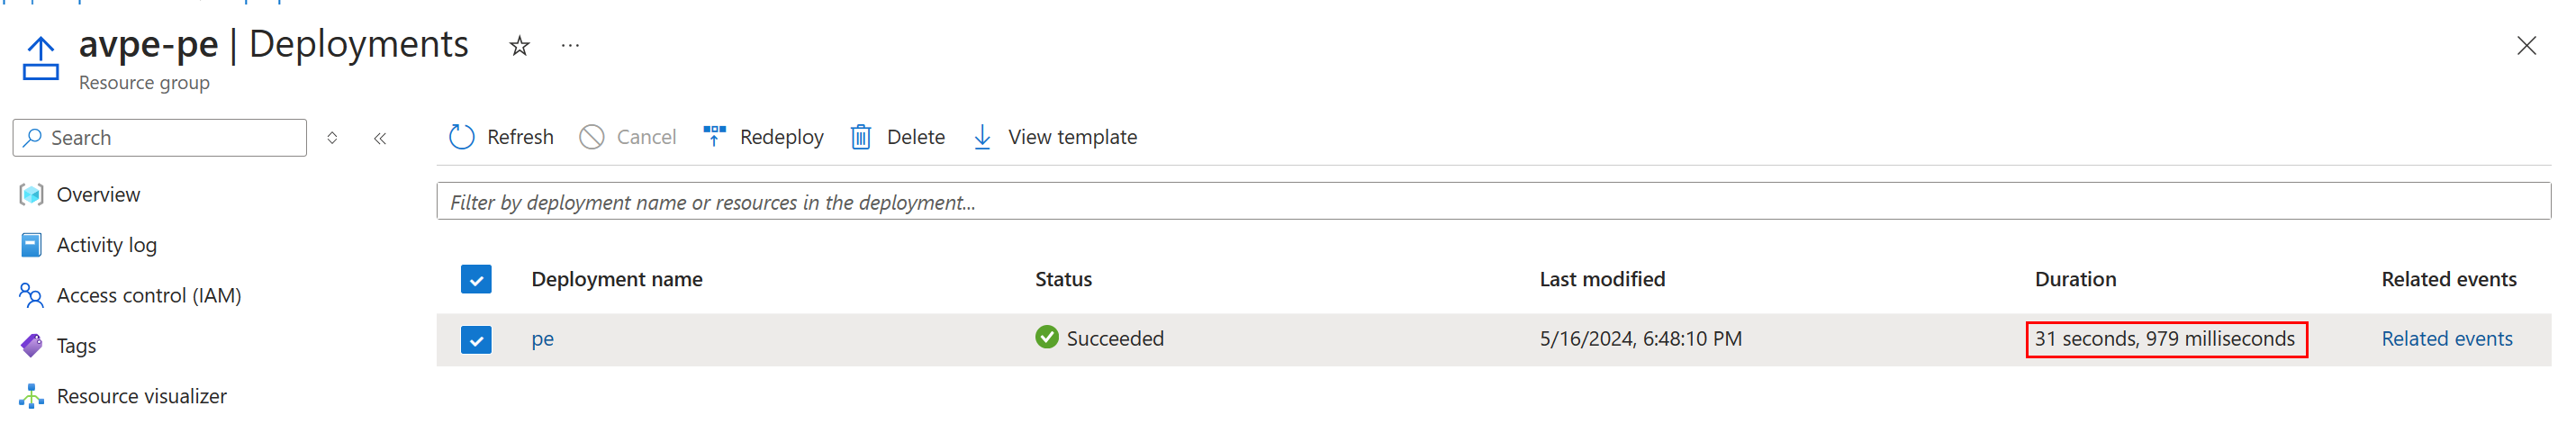 avpe-pe | Deployments
Resource group
Search
Refresh
Cancel
Redeploy
Delete
View template
Overview
Activity log
Access control (IAM)
Tags
Resource visualizer
Filter by deployment name or resources in the deployment...
Deployment name Status Last modified Duration Related events
pe Succeeded 5/16/2024, 6:48:10 PM 31 seconds, 979 milliseconds Related events